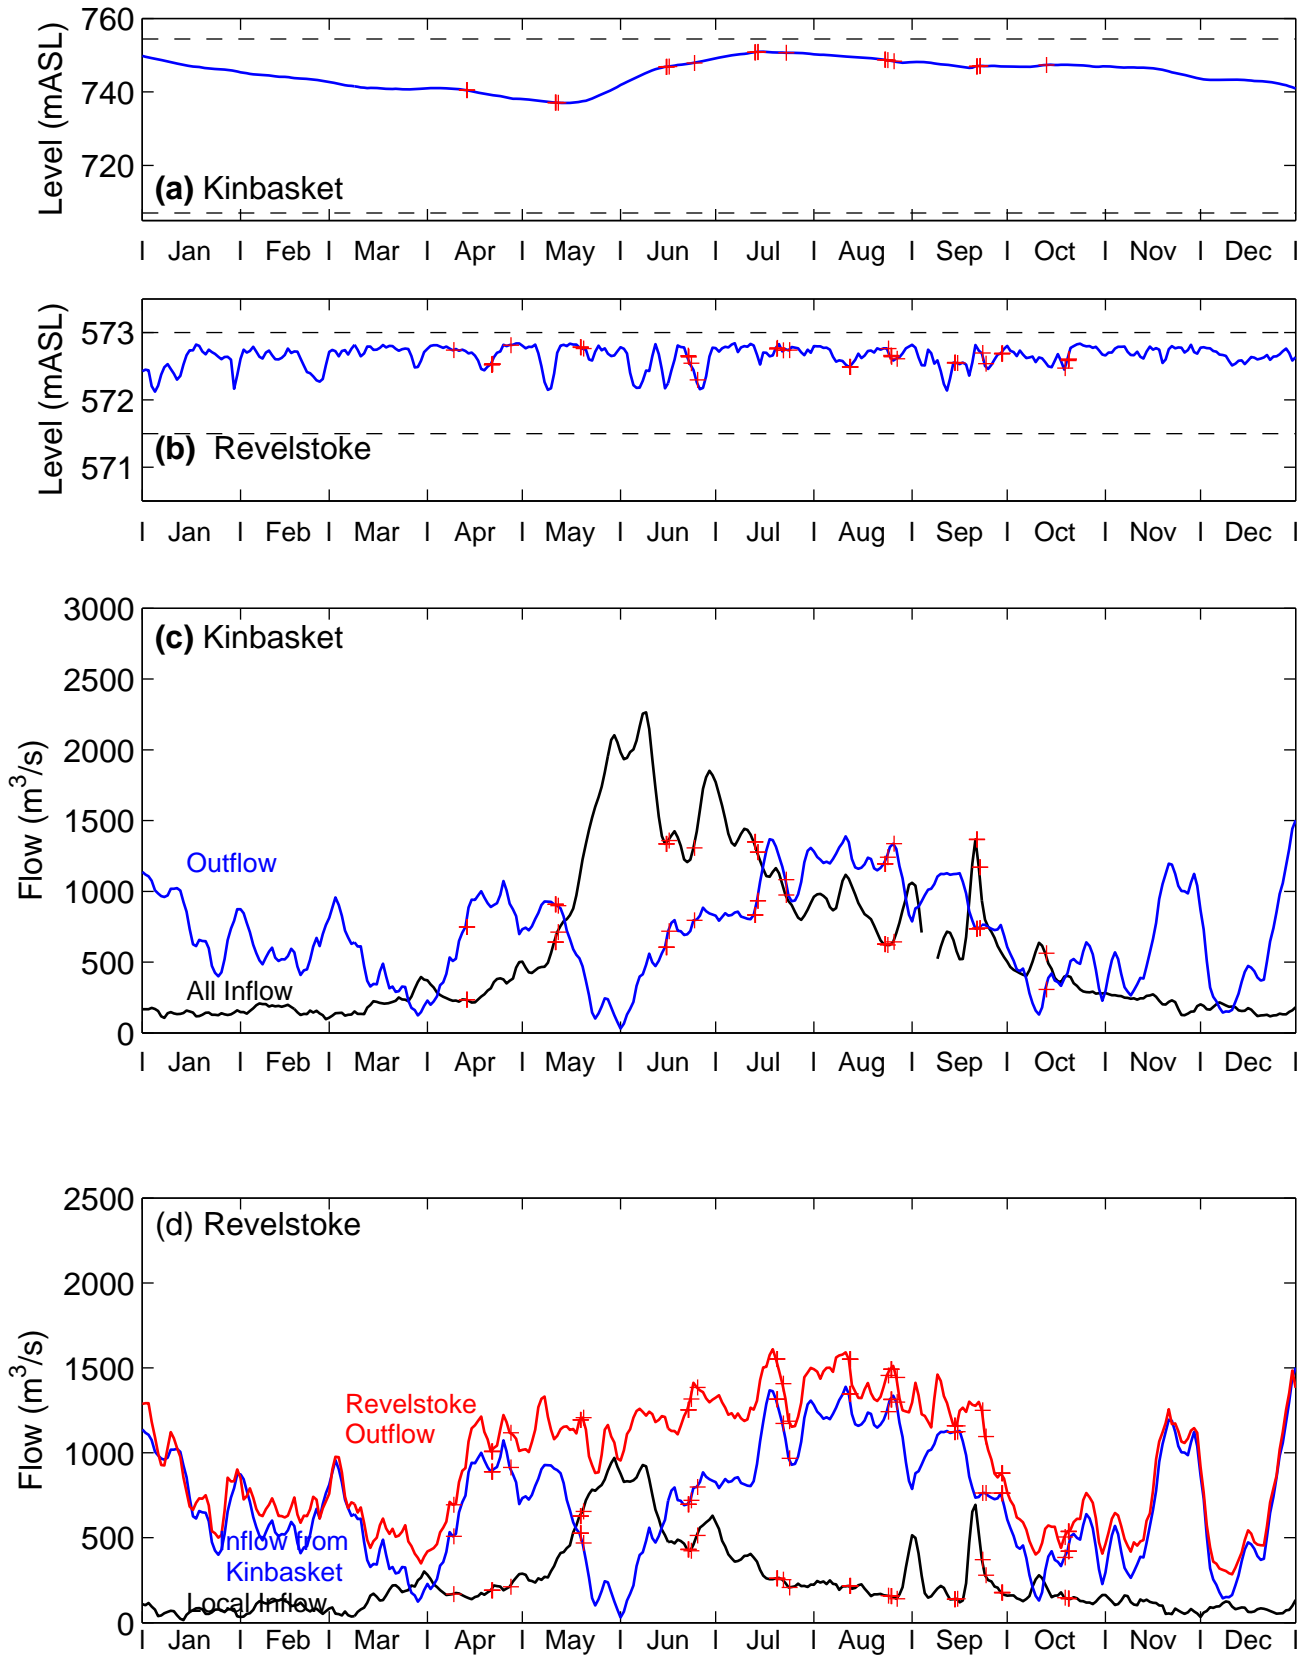 760
740
720
Level (mASL)
(a) Kinbasket
I Jan I Feb I Mar I Apr I May I Jun I Jul I Aug I Sep I Oct I Nov I Dec I
573
572
571
Level (mASL)
(b) Revelstoke
I Jan I Feb I Mar I Apr I May I Jun I Jul I Aug I Sep I Oct I Nov I Dec I
3000
2500
2000
1500
1000
500
0
Flow (m³/s)
(c) Kinbasket
Outflow
All Inflow
I Jan I Feb I Mar I Apr I May I Jun I Jul I Aug I Sep I Oct I Nov I Dec I
2500
2000
1500
1000
500
0
Flow (m³/s)
(d) Revelstoke
Revelstoke
Outflow
Inflow from
Kinbasket
Local Inflow
I Jan I Feb I Mar I Apr I May I Jun I Jul I Aug I Sep I Oct I Nov I Dec I